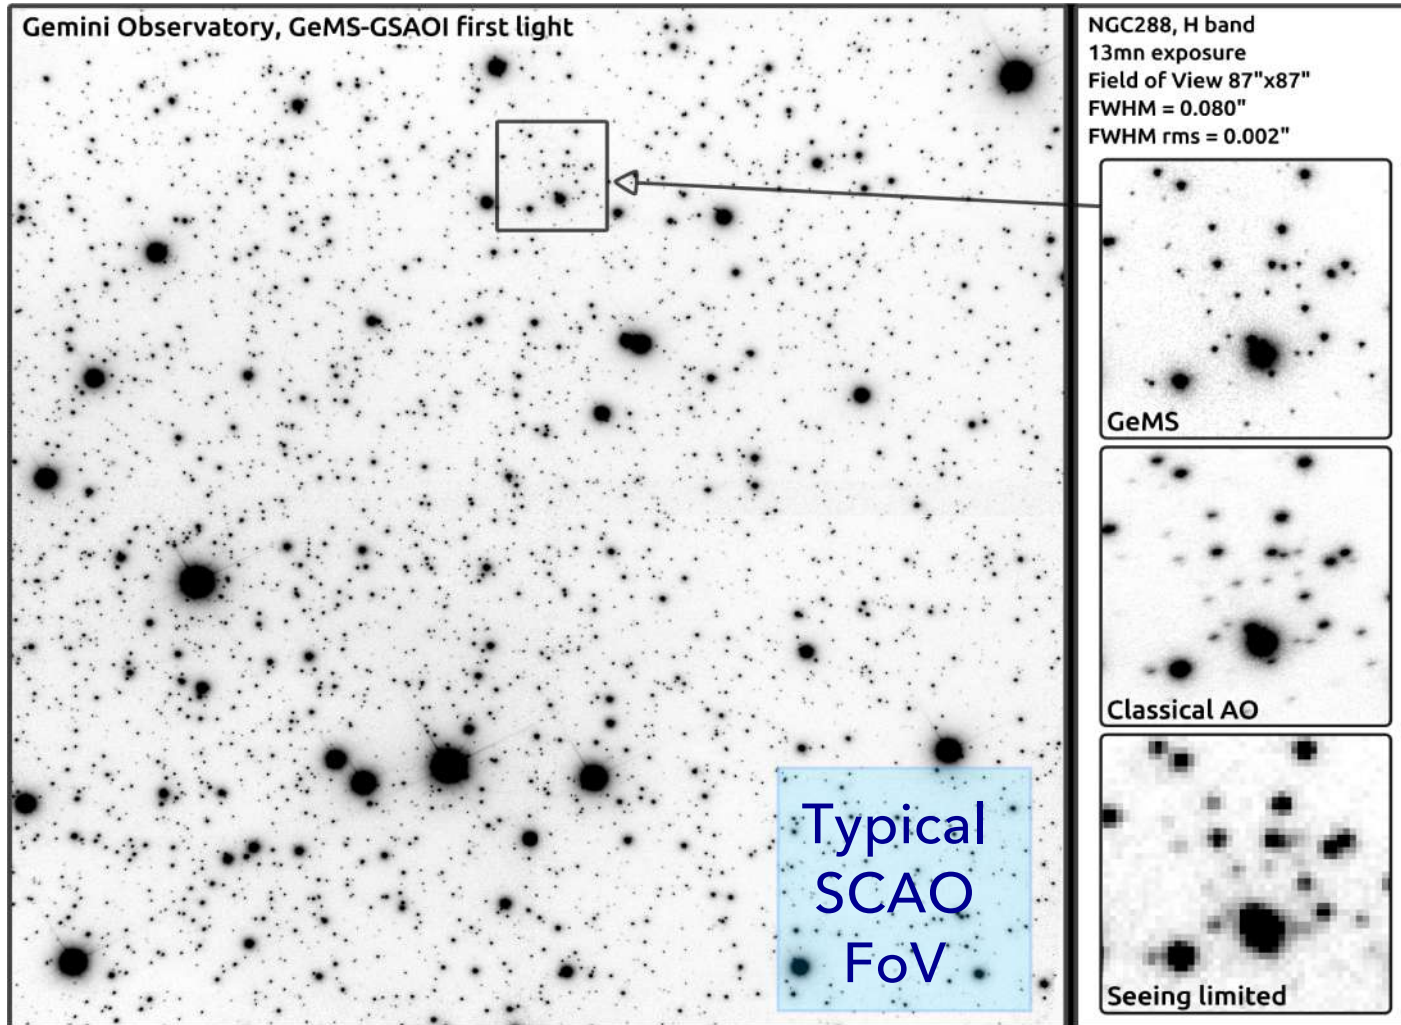 Gemini Observatory, GeMS-GSAOI first light
NGC288, H band
13mn exposure
Field of View 87"x87"
FWHM = 0.080"
FWHM rms = 0.002"
GeMS
Classical AO
Seeing limited
Typical
SCAO
FoV